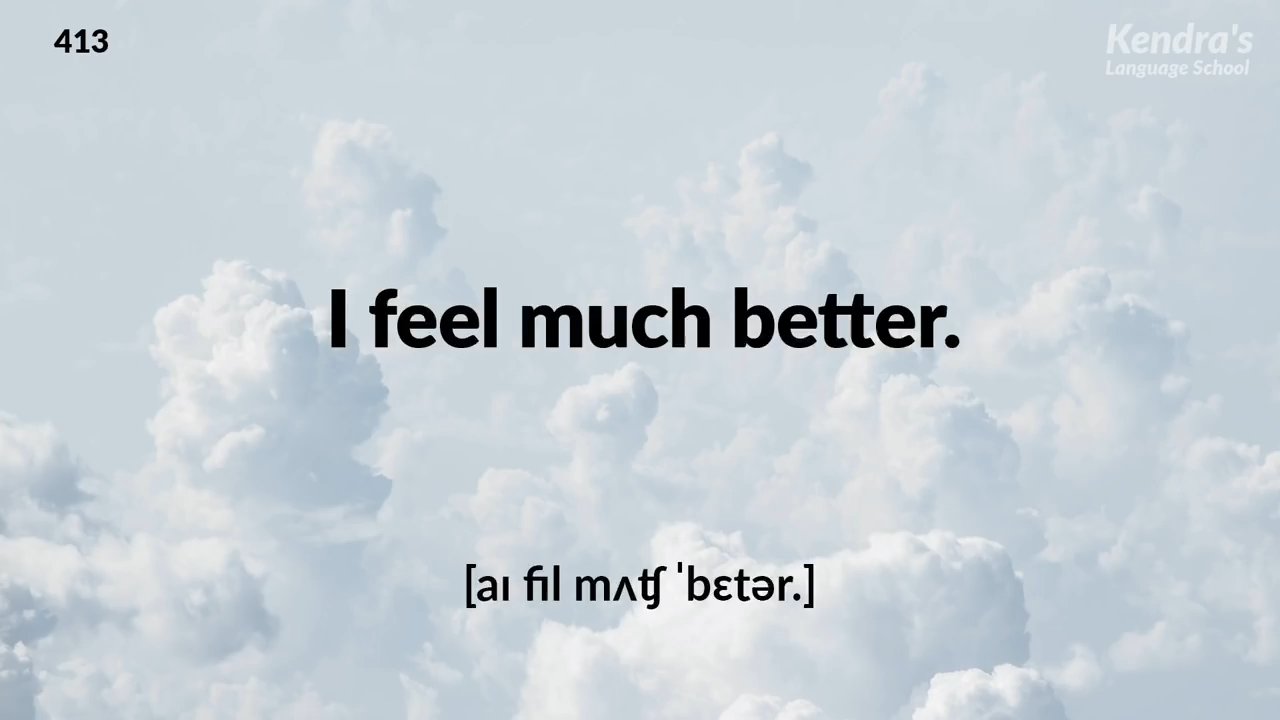 413
Kendra's
Language School
I feel much better.
[aɪ fil mʌʧ ˈbɛtər.]